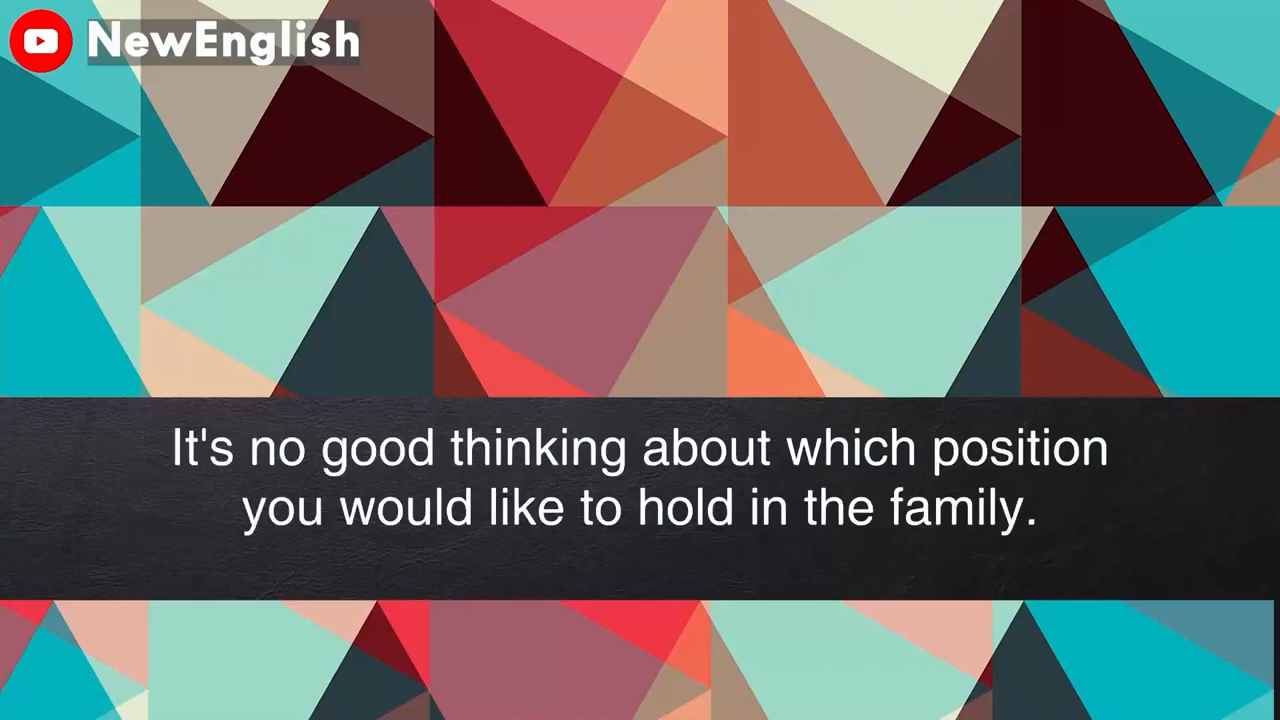 NewEnglish
It's no good thinking about which position
you would like to hold in the family.